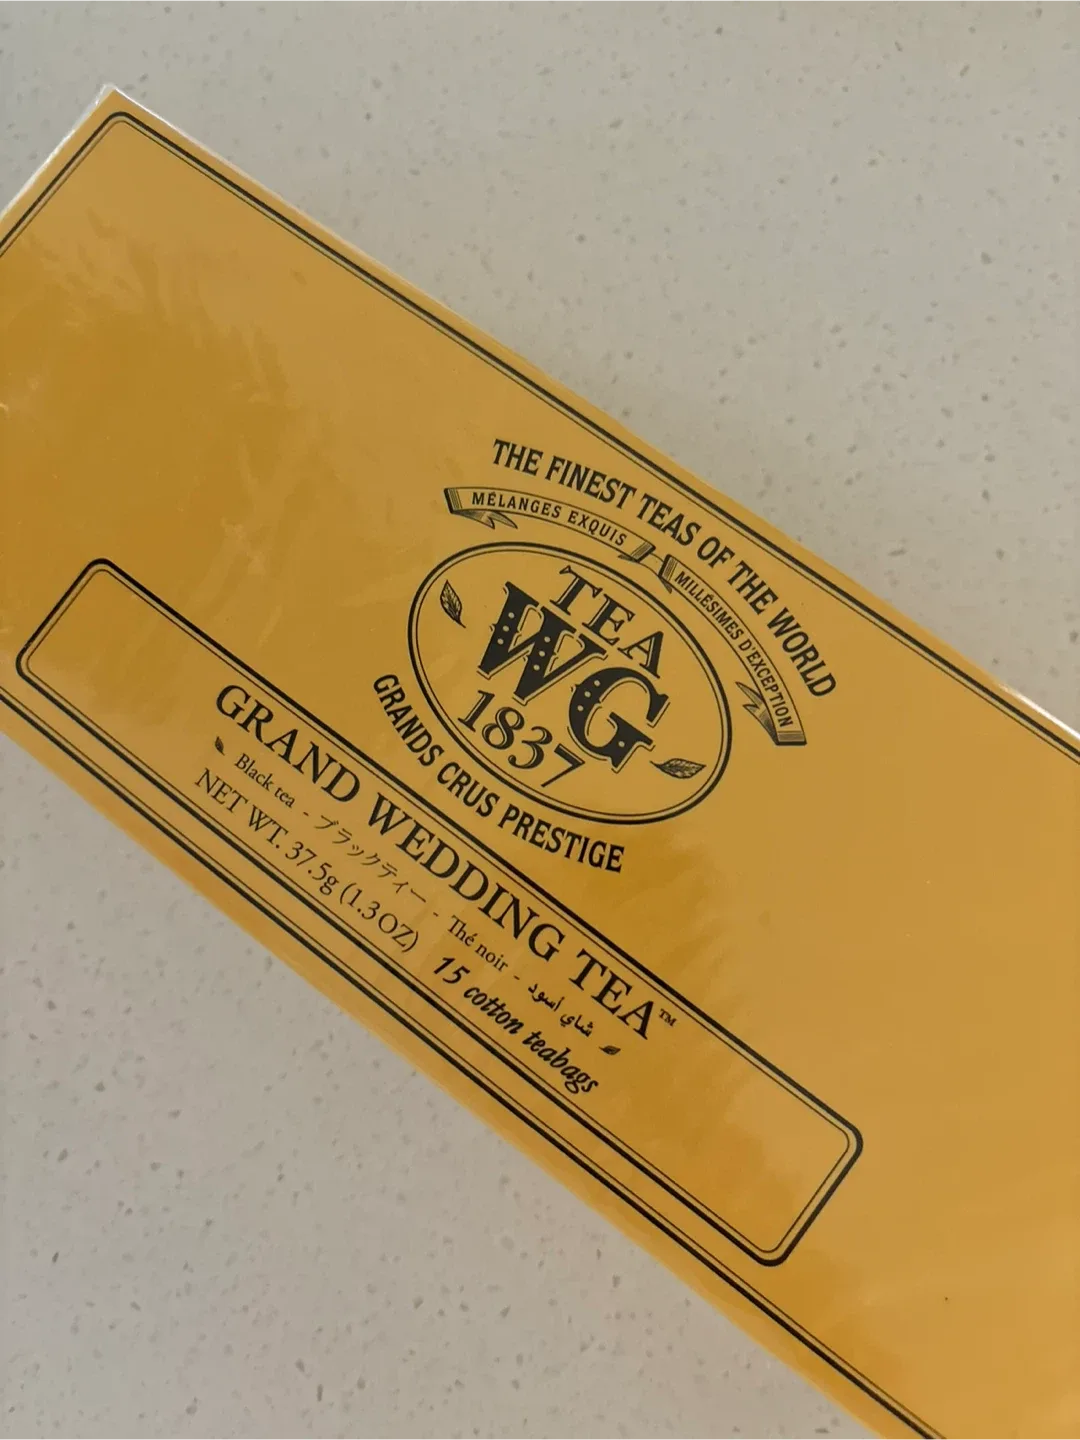 THE FINEST TEAS OF THE WORLD
MÉLANGES EXQUIS
MILLÉSIMES D'EXCEPTION
TEA
WG
1837
GRANDS CRUS PRESTIGE
GRAND WEDDING TEA™
Black tea - ブラックティー - Thé noir - شاي أسود
NET WT. 37.5g (1.3 OZ) 15 cotton teabags